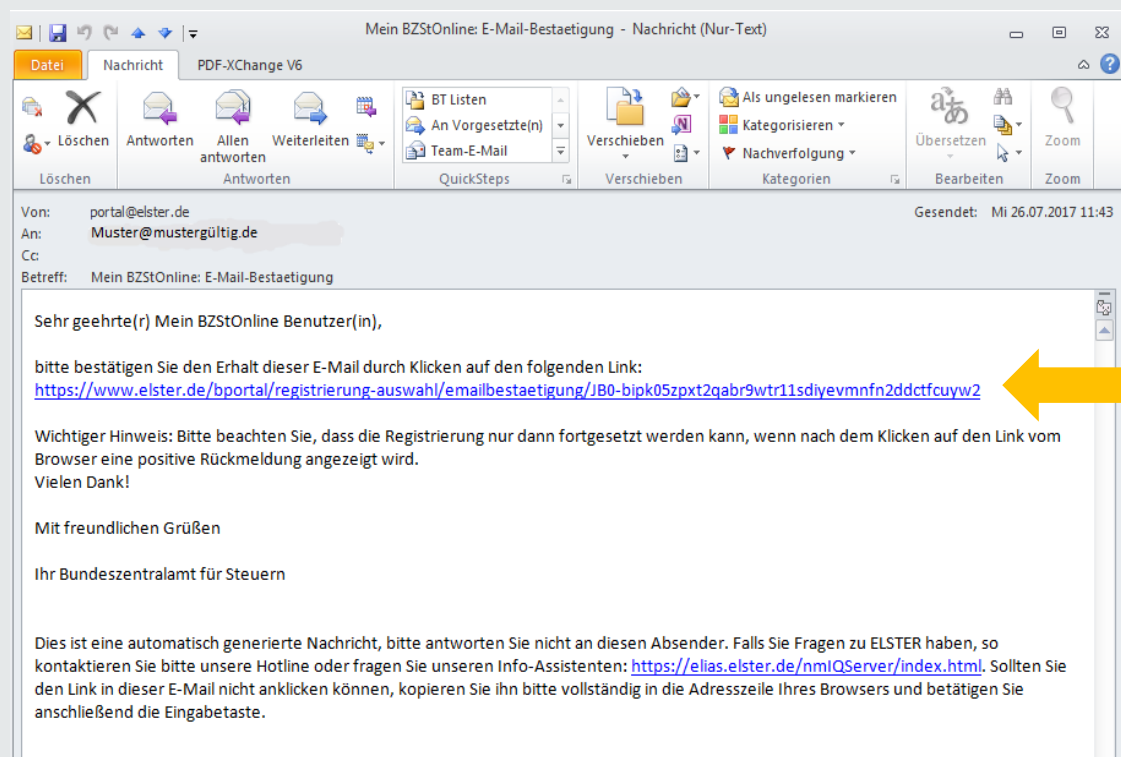 Mein BZStOnline: E-Mail-Bestaetigung - Nachricht (Nur-Text)
Datei Nachricht PDF-XChange V6
Löschen
Antworten
Allen antworten
Weiterleiten
BT Listen
An Vorgesetzte(n)
Team-E-Mail
Verschieben
Als ungelesen markieren
Kategorisieren
Nachverfolgung
Übersetzen
Zoom
Löschen Antworten QuickSteps Verschieben Kategorien Bearbeiten Zoom
Von: portal@elster.de Gesendet: Mi 26.07.2017 11:43
An: Muster@mustergültig.de
Cc:
Betreff: Mein BZStOnline: E-Mail-Bestaetigung
Sehr geehrte(r) Mein BZStOnline Benutzer(in),
bitte bestätigen Sie den Erhalt dieser E-Mail durch Klicken auf den folgenden Link:
https://www.elster.de/bportal/registrierung-auswahl/emailbestaetigung/JB0-bipk05zpxt2qabr9wtr11sdiyevmnfn2ddctfcuyw2
Wichtiger Hinweis: Bitte beachten Sie, dass die Registrierung nur dann fortgesetzt werden kann, wenn nach dem Klicken auf den Link vom
Browser eine positive Rückmeldung angezeigt wird.
Vielen Dank!
Mit freundlichen Grüßen
Ihr Bundeszentralamt für Steuern
Dies ist eine automatisch generierte Nachricht, bitte antworten Sie nicht an diesen Absender. Falls Sie Fragen zu ELSTER haben, so
kontaktieren Sie bitte unsere Hotline oder fragen Sie unseren Info-Assistenten: https://elias.elster.de/nmIQServer/index.html. Sollten Sie
den Link in dieser E-Mail nicht anklicken können, kopieren Sie ihn bitte vollständig in die Adresszeile Ihres Browsers und betätigen Sie
anschließend die Eingabetaste.